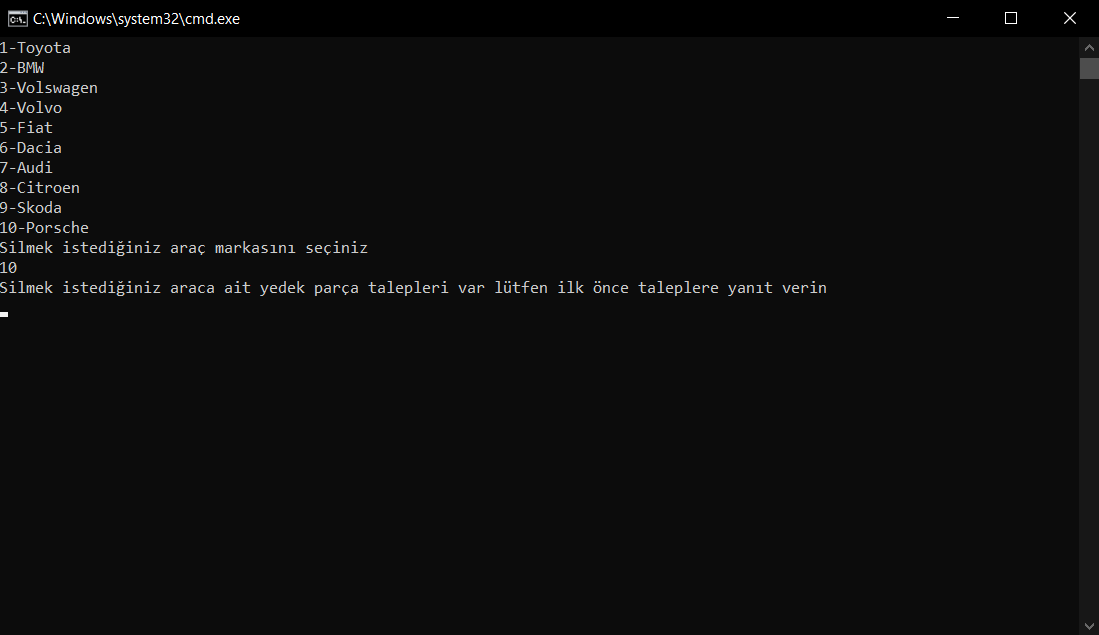 C:\Windows\system32\cmd.exe
1-Toyota
2-BMW
3-Volswagen
4-Volvo
5-Fiat
6-Dacia
7-Audi
8-Citroen
9-Skoda
10-Porsche
Silmek istediğiniz araç markasını seçiniz
10
Silmek istediğiniz araca ait yedek parça talepleri var lütfen ilk önce taleplere yanıt verin